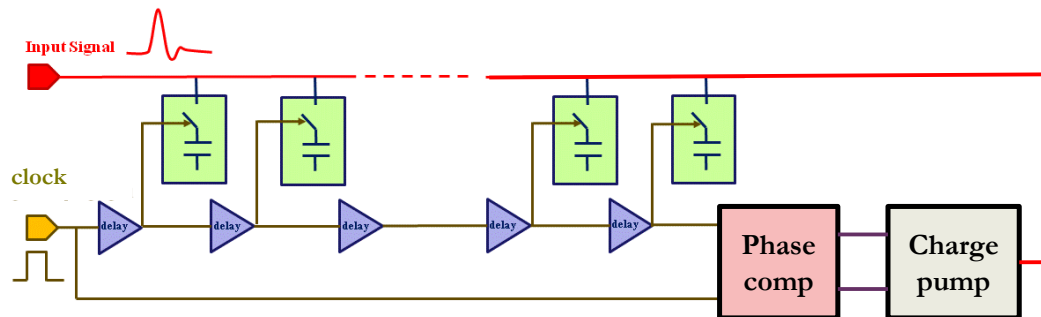 Input Signal
clock
delay
delay
delay
delay
delay
Phase
comp
Charge
pump